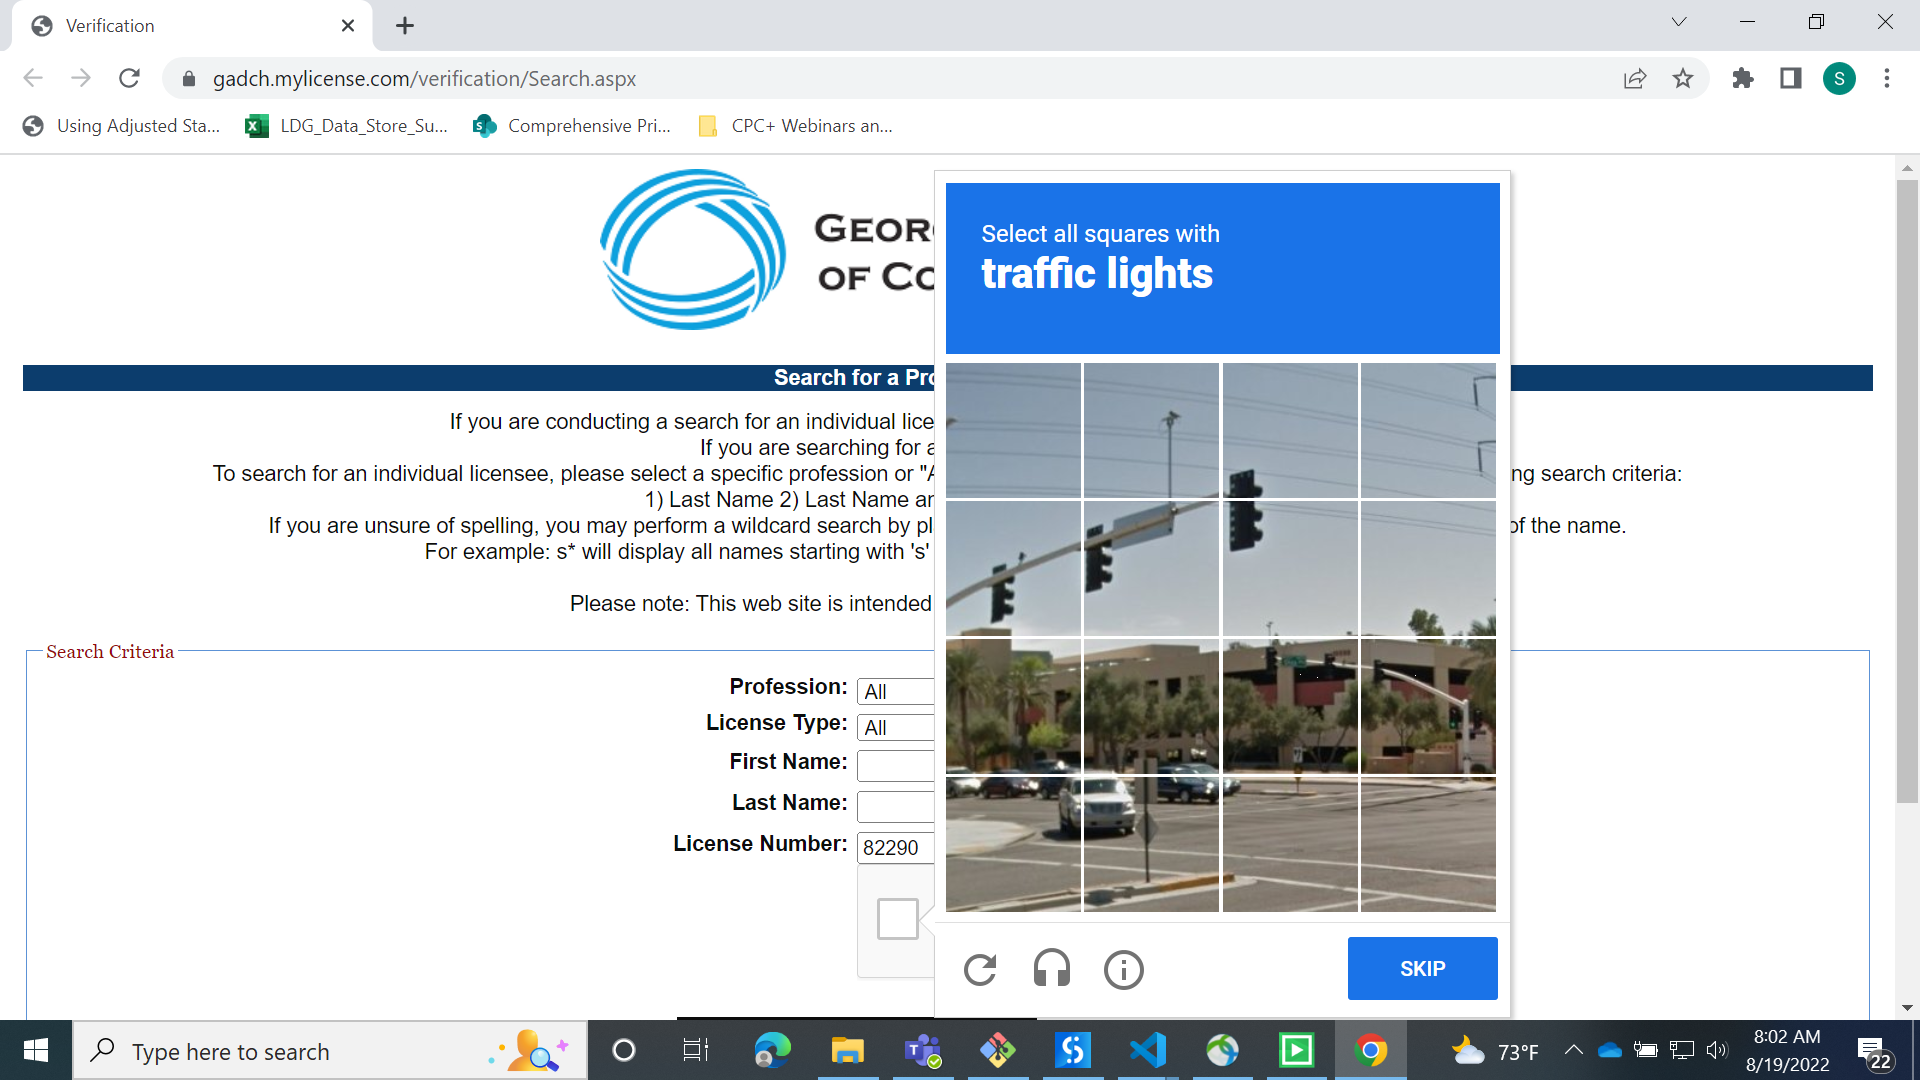 Verification
gadch.mylicense.com/verification/Search.aspx
S
Using Adjusted Sta...
LDG_Data_Store_Su...
Comprehensive Pri...
CPC+ Webinars an...
GEOR
OF CO
Select all squares with
traffic lights
Search for a Pro
If you are conducting a search for an individual lice
If you are searching for a
To search for an individual licensee, please select a specific profession or "A
ng search criteria:
1) Last Name 2) Last Name an
If you are unsure of spelling, you may perform a wildcard search by pl
of the name.
For example: s* will display all names starting with 's'
Please note: This web site is intended
Search Criteria
Profession: All
License Type: All
First Name:
Last Name:
License Number: 82290
SKIP
Type here to search
73°F
8:02 AM
8/19/2022
22